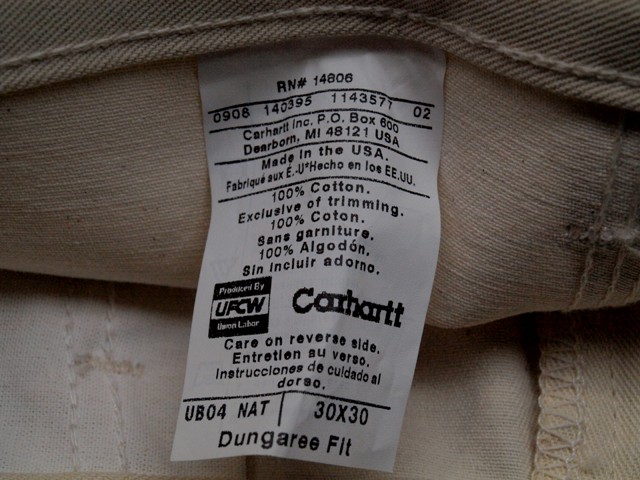 RN# 14806
0906 140395 1143577 02
Carhartt Inc. P.O. Box 600
Dearborn, MI 48121 USA
Made in the USA.
Fabriqué aux É.-U•Hecho en los EE.UU.
100% Cotton.
Exclusive of trimming.
100% Coton.
Sans garniture.
100% Algodón.
Sin incluir adorno.
Produced By
UFCW
Union Labor
Carhartt
Care on reverse side.
Entretien au verso.
Instrucciones de cuidado al
dorso.
UB04 NAT 30X30
Dungaree Fit